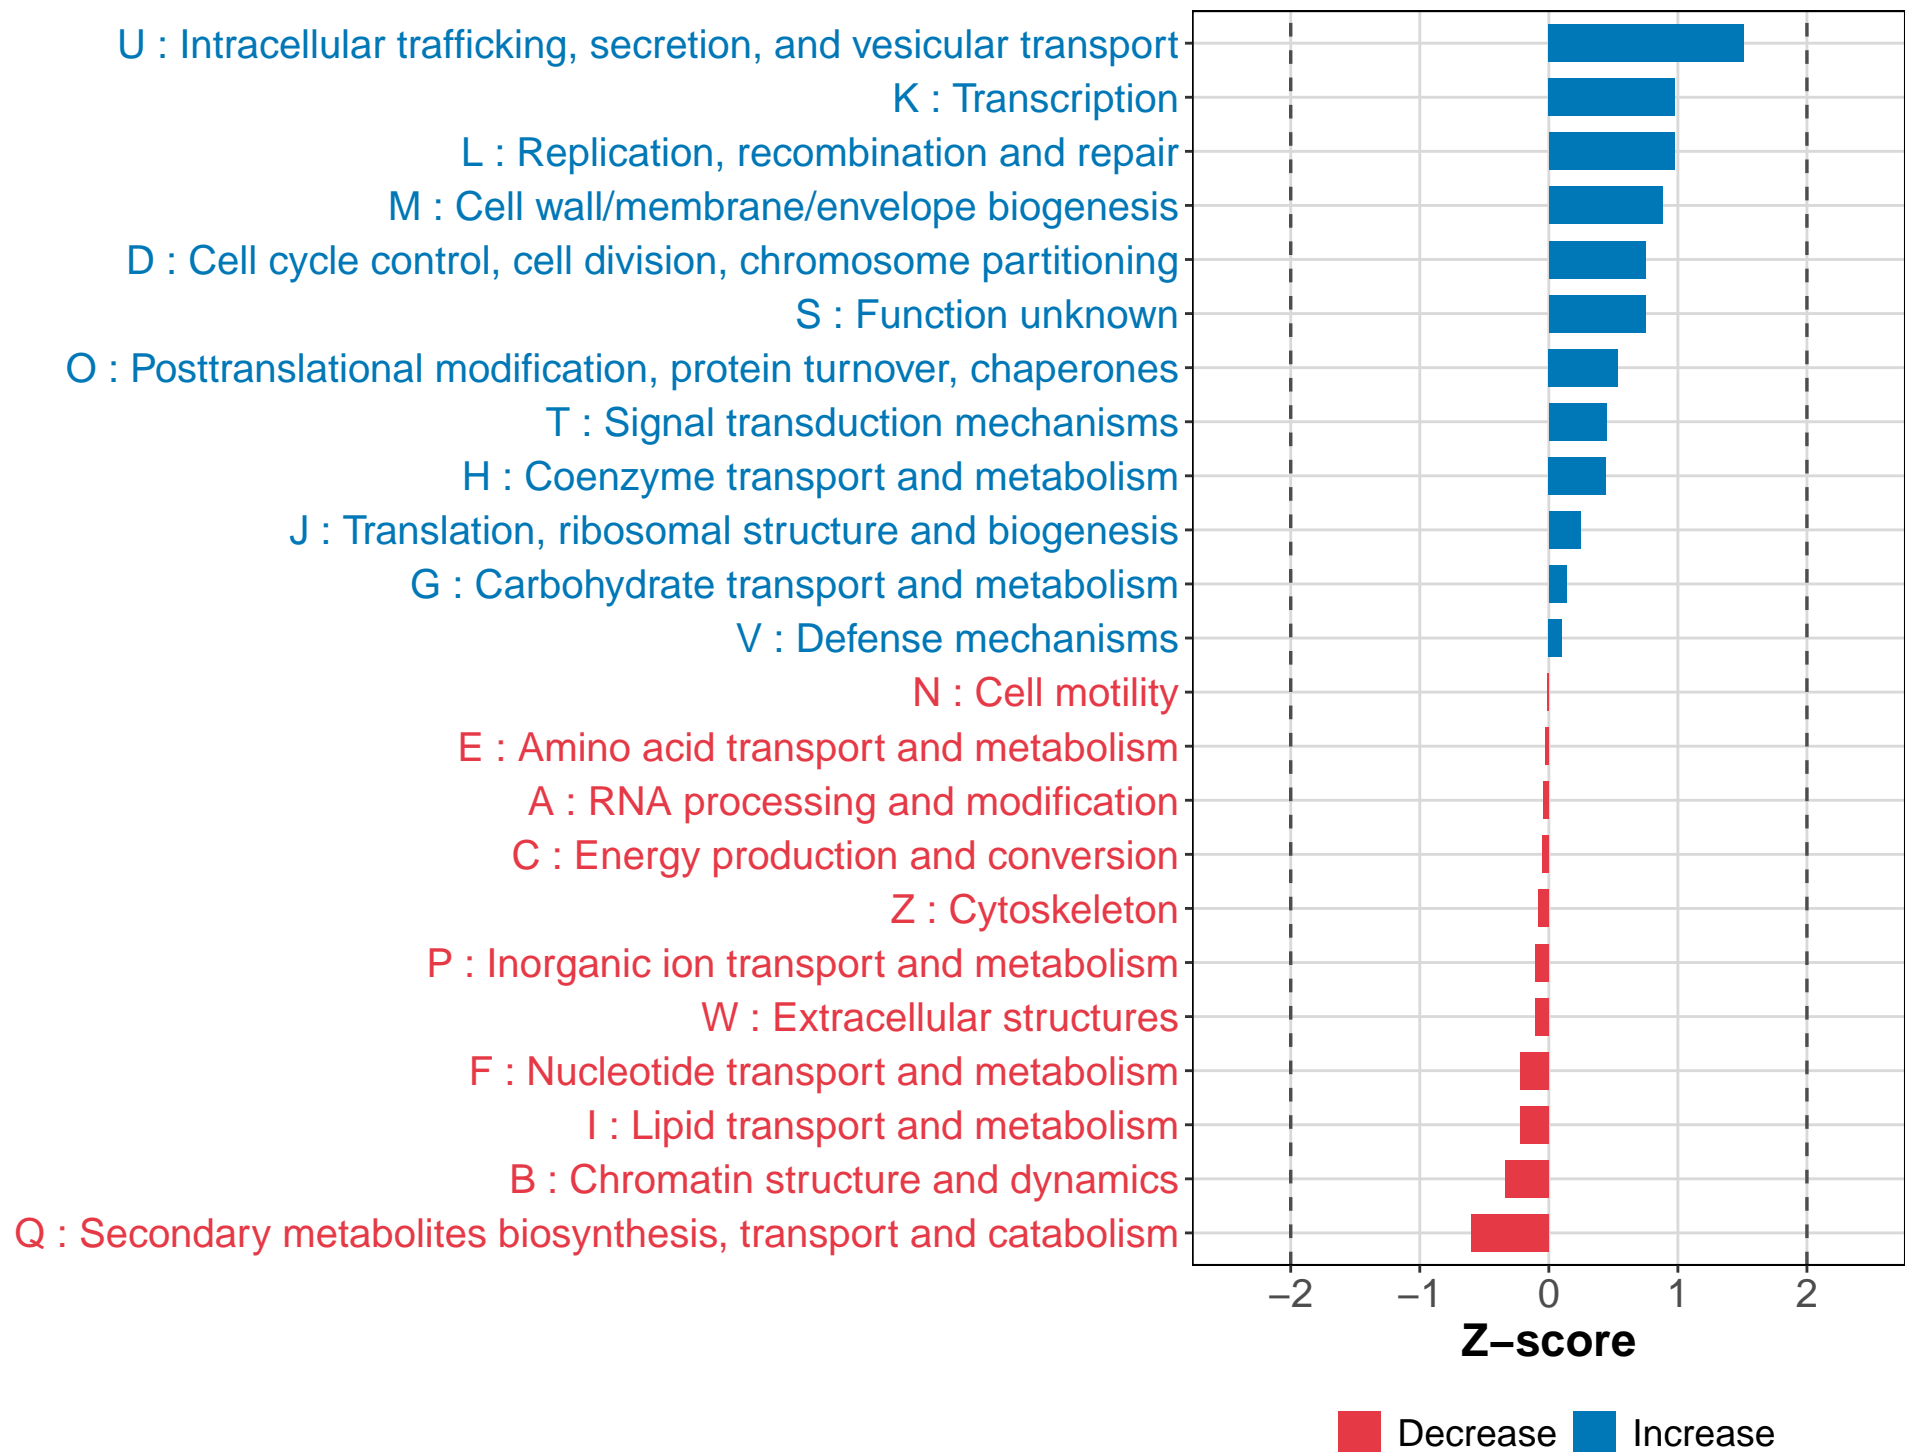 U : Intracellular trafficking, secretion, and vesicular transport
K : Transcription
L : Replication, recombination and repair
M : Cell wall/membrane/envelope biogenesis
D : Cell cycle control, cell division, chromosome partitioning
S : Function unknown
O : Posttranslational modification, protein turnover, chaperones
T : Signal transduction mechanisms
H : Coenzyme transport and metabolism
J : Translation, ribosomal structure and biogenesis
G : Carbohydrate transport and metabolism
V : Defense mechanisms
N : Cell motility
E : Amino acid transport and metabolism
A : RNA processing and modification
C : Energy production and conversion
Z : Cytoskeleton
P : Inorganic ion transport and metabolism
W : Extracellular structures
F : Nucleotide transport and metabolism
I : Lipid transport and metabolism
B : Chromatin structure and dynamics
Q : Secondary metabolites biosynthesis, transport and catabolism
−2 −1 0 1 2
Z−score
Decrease Increase